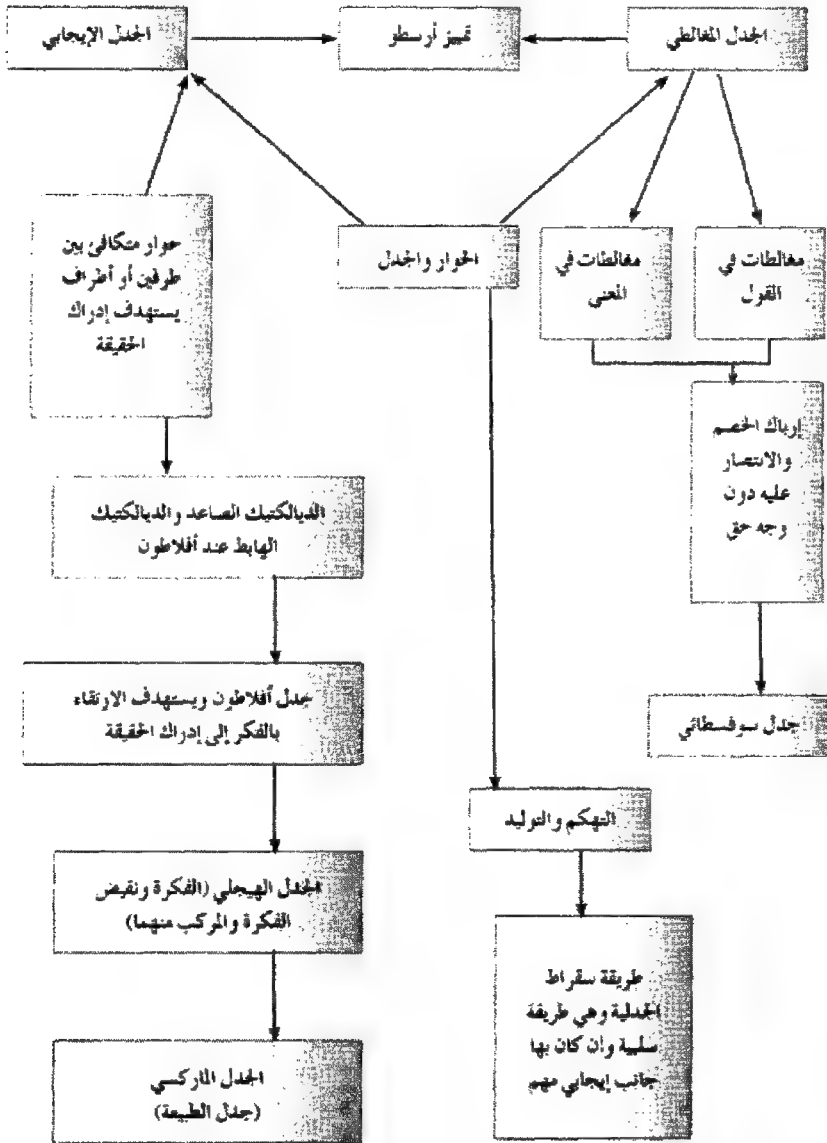 الجدل المغالطي
تمييز أرسطو
الجدل الإيجابي
الحوار والجدل
مغالطات في
القول
مغالطات في
المعنى
حوار متكافئ بين
طرفين أو أطراف
يستهدف إدراك
الحقيقة
إرباك الخصم
والانتصار
عليه دون
وجه حق
الديالكتيك الصاعد والديالكتيك
الهابط عند أفلاطون
جدل أفلاطون ويستهدف الارتقاء
بالفكر إلى إدراك الحقيقة
جدل سوفسطائي
التهكم والتوليد
الجدل الهيجلي (الفكرة ونقيض
الفكرة والمركب منهما)
طريقة سقراط
الجدلية وهي طريقة
سلبية وان كان بها
جانب إيجابي مهم
الجدل الماركسي
(جدل الطبيعة)